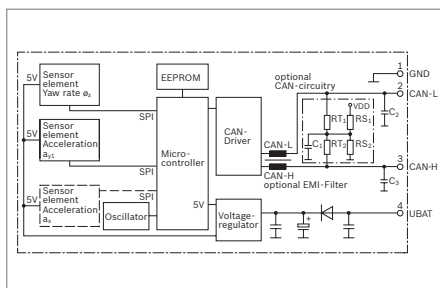 5V
Sensor
element
Yaw rate ø𝗓
SPI
EEPROM
5V
Sensor
element
Acceleration
ay1
SPI
Micro-
controller
5V
Sensor
element
Acceleration
ax
SPI
Oscillator
5V
CAN-
Driver
Voltage-
regulator
CAN-L
CAN-H
optional EMI-Filter
optional
CAN-circuitry
VDD
RT1
RS1
C1
RT2
RS2
C2
C3
1
GND
2
CAN-L
3
CAN-H
4
UBAT
+